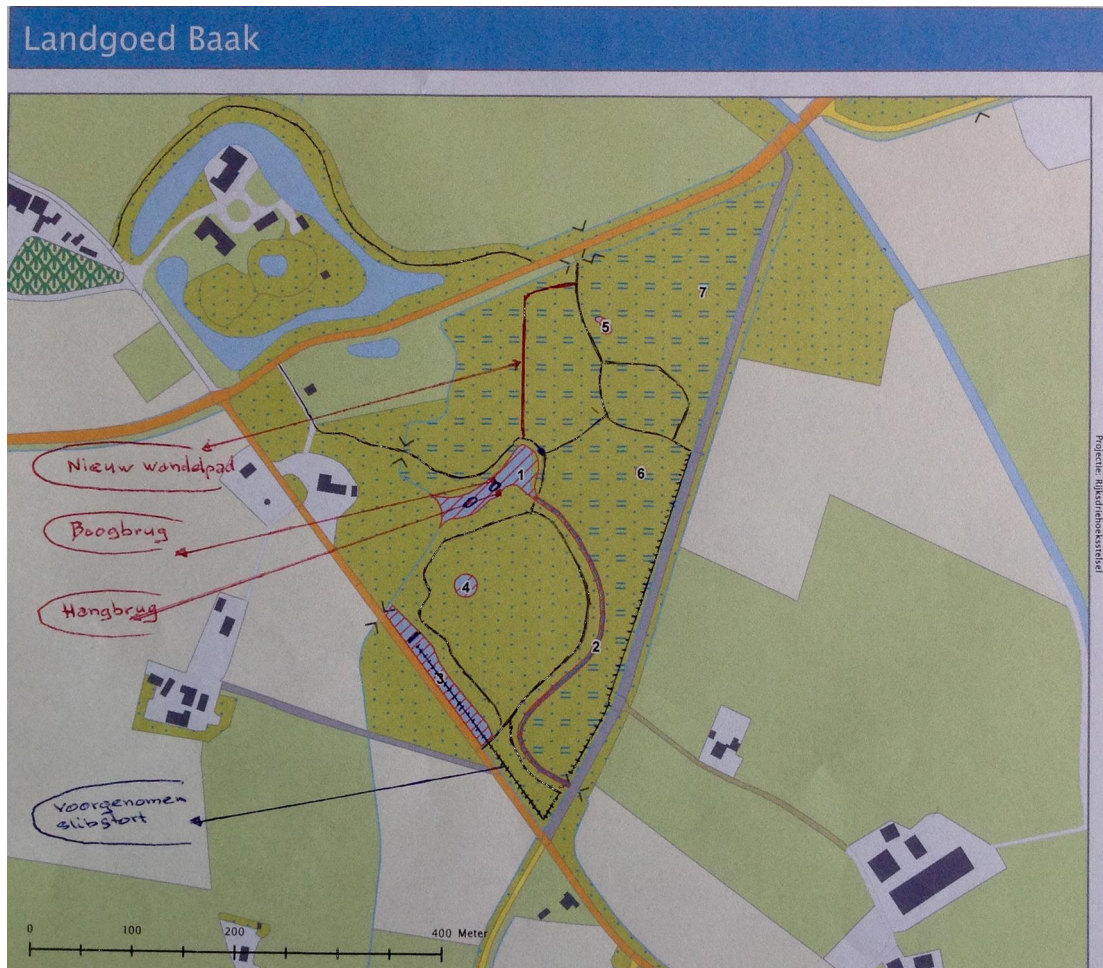 Landgoed Baak
7
5
Nieuw wandelpad
1
6
Boogbrug
4
Hangbrug
2
3
Projectie: Rijksdriehoeksstelsel
voorgenomen
slibstort
0 100 200 400 Meter